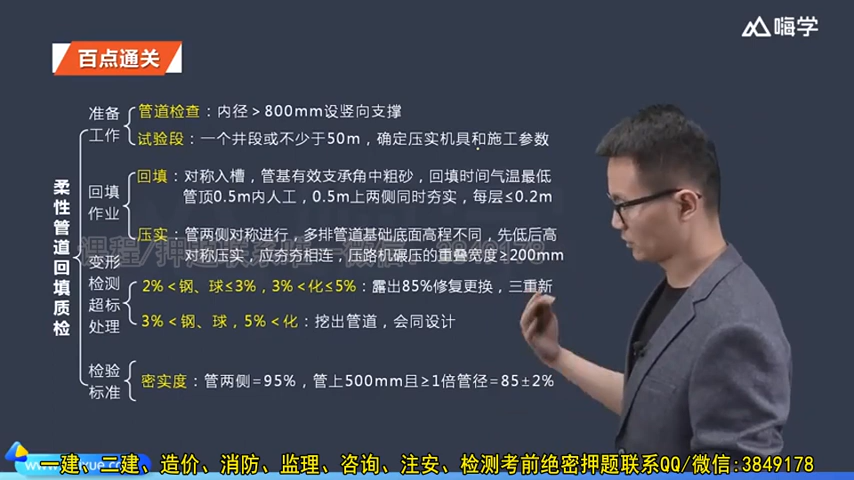 百点通关
嗨学
柔性管道回填质检
准备工作
管道检查：内径＞800mm设竖向支撑
试验段：一个井段或不少于50m，确定压实机具和施工参数
回填作业
回填：对称入槽，管基有效支承角中粗砂，回填时间气温最低
管顶0.5m内人工，0.5m上两侧同时夯实，每层≤0.2m
压实：管两侧对称进行，多排管道基础底面高程不同，先低后高
对称压实，应夯夯相连，压路机碾压的重叠宽度≥200mm
变形检测超标处理
2%＜钢、球≤3%，3%＜化≤5%：露出85%修复更换，三重新
3%＜钢、球，5%＜化：挖出管道，会同设计
检验标准
密实度：管两侧=95%，管上500mm且≥1倍管径=85±2%
一建、二建、造价、消防、监理、咨询、注安、检测考前绝密押题联系QQ/微信:3849178